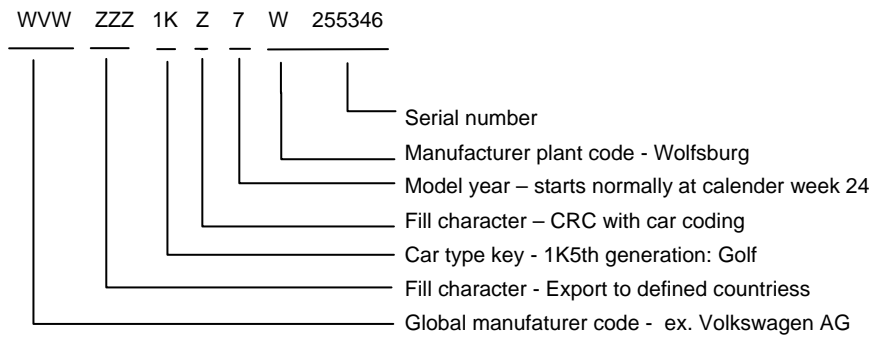 WVW ZZZ 1K Z 7 W 255346
Serial number
Manufacturer plant code - Wolfsburg
Model year – starts normally at calender week 24
Fill character – CRC with car coding
Car type key - 1K5th generation: Golf
Fill character - Export to defined countriess
Global manufaturer code - ex. Volkswagen AG